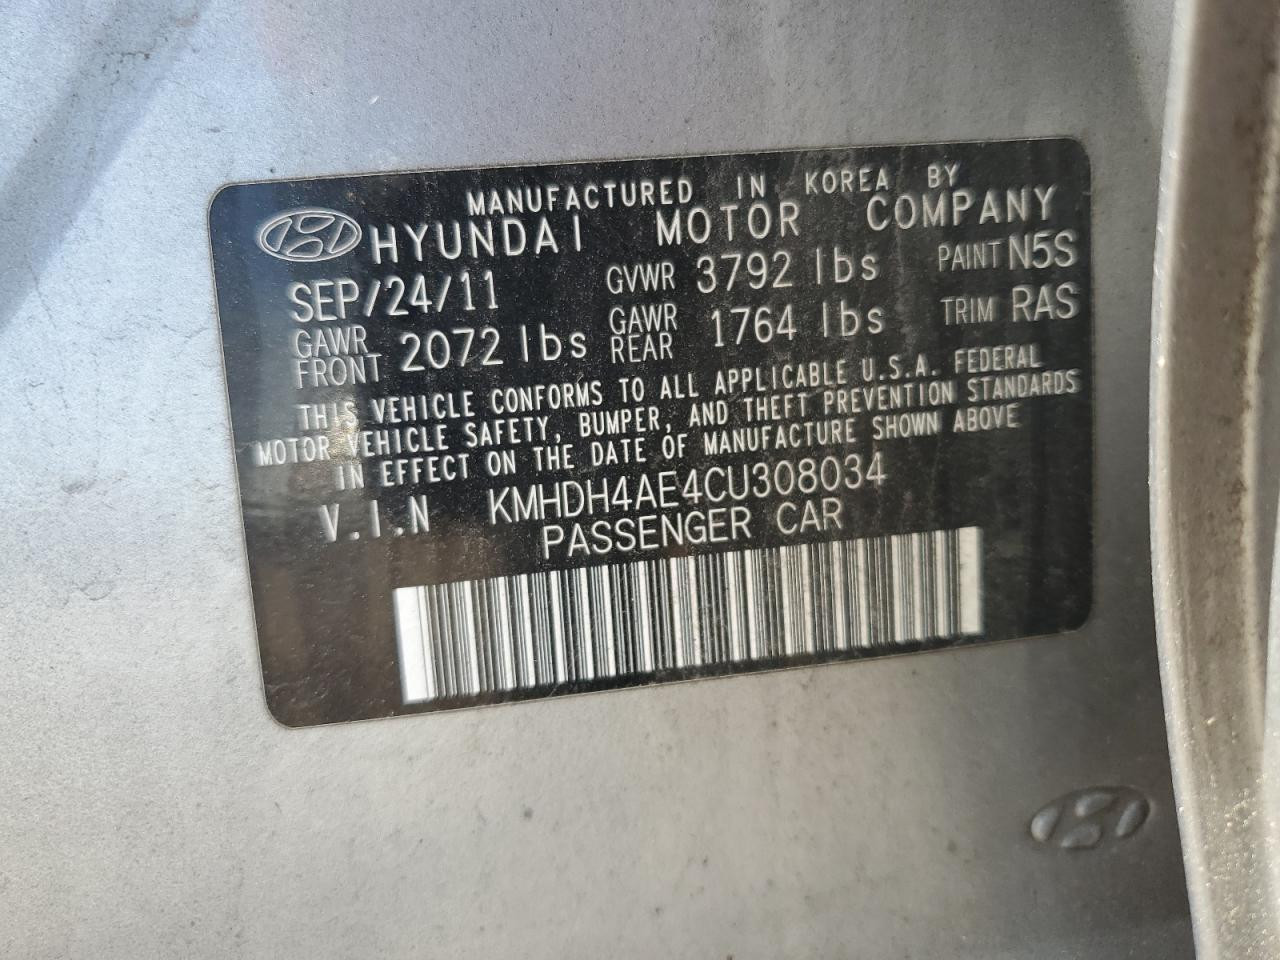 MANUFACTURED IN KOREA BY
HYUNDAI MOTOR COMPANY
SEP/24/11 GVWR 3792 lbs PAINT N5S
GAWR FRONT 2072 lbs GAWR REAR 1764 lbs TRIM RAS
THIS VEHICLE CONFORMS TO ALL APPLICABLE U.S.A. FEDERAL
MOTOR VEHICLE SAFETY, BUMPER, AND THEFT PREVENTION STANDARDS
IN EFFECT ON THE DATE OF MANUFACTURE SHOWN ABOVE
V.I.N KMHDH4AE4CU308034
PASSENGER CAR